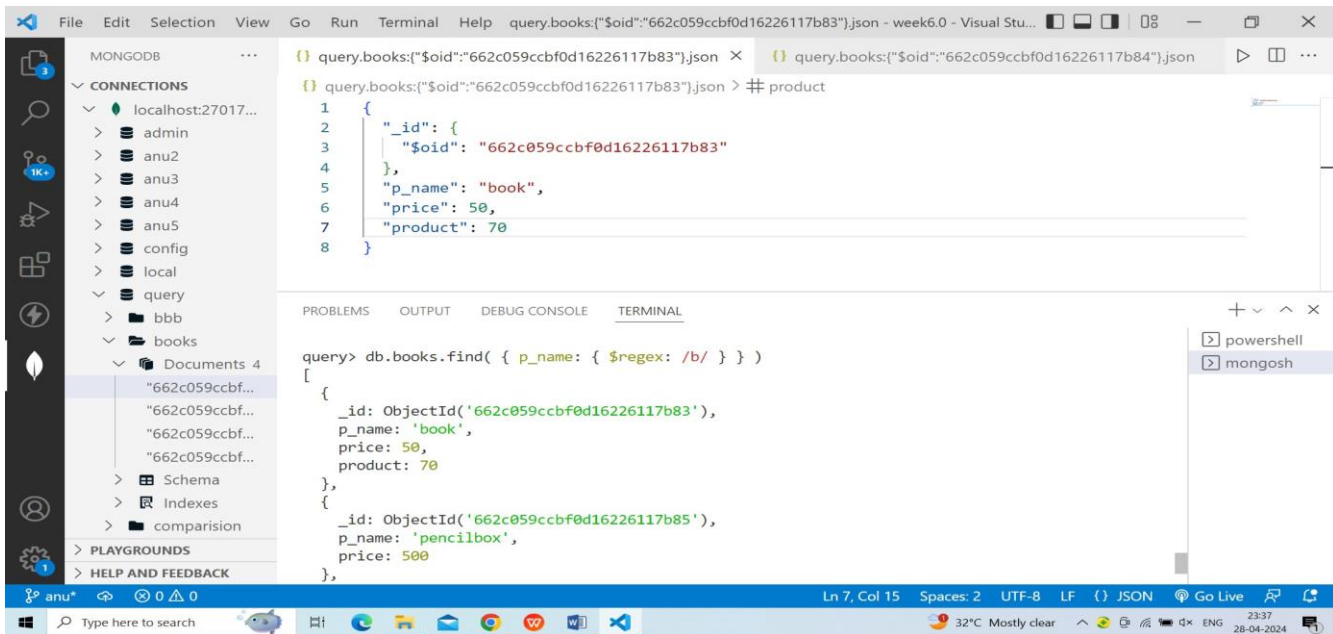 File Edit Selection View Go Run Terminal Help query.books:{"$oid":"662c059ccbf0d16226117b83"}.json - week6.0 - Visual Stu...
MONGODB ...
{} query.books:{"$oid":"662c059ccbf0d16226117b83"}.json
{} query.books:{"$oid":"662c059ccbf0d16226117b84"}.json
CONNECTIONS
localhost:27017...
admin
anu2
anu3
anu4
anu5
config
local
query
bbb
books
Documents 4
"662c059ccbf...
"662c059ccbf...
"662c059ccbf...
"662c059ccbf...
Schema
Indexes
comparision
PLAYGROUNDS
HELP AND FEEDBACK
3
1K+
1
{} query.books:{"$oid":"662c059ccbf0d16226117b83"}.json > # product
1 {
2 "_id": {
3 "$oid": "662c059ccbf0d16226117b83"
4 },
5 "p_name": "book",
6 "price": 50,
7 "product": 70
8 }
PROBLEMS OUTPUT DEBUG CONSOLE TERMINAL
powershell
mongosh
query> db.books.find( { p_name: { $regex: /b/ } } )
[
{
_id: ObjectId('662c059ccbf0d16226117b83'),
p_name: 'book',
price: 50,
product: 70
},
{
_id: ObjectId('662c059ccbf0d16226117b85'),
p_name: 'pencilbox',
price: 500
},
anu* 0 0 Ln 7, Col 15 Spaces: 2 UTF-8 LF {} JSON Go Live
Type here to search 32°C Mostly clear ENG 23:37
28-04-2024